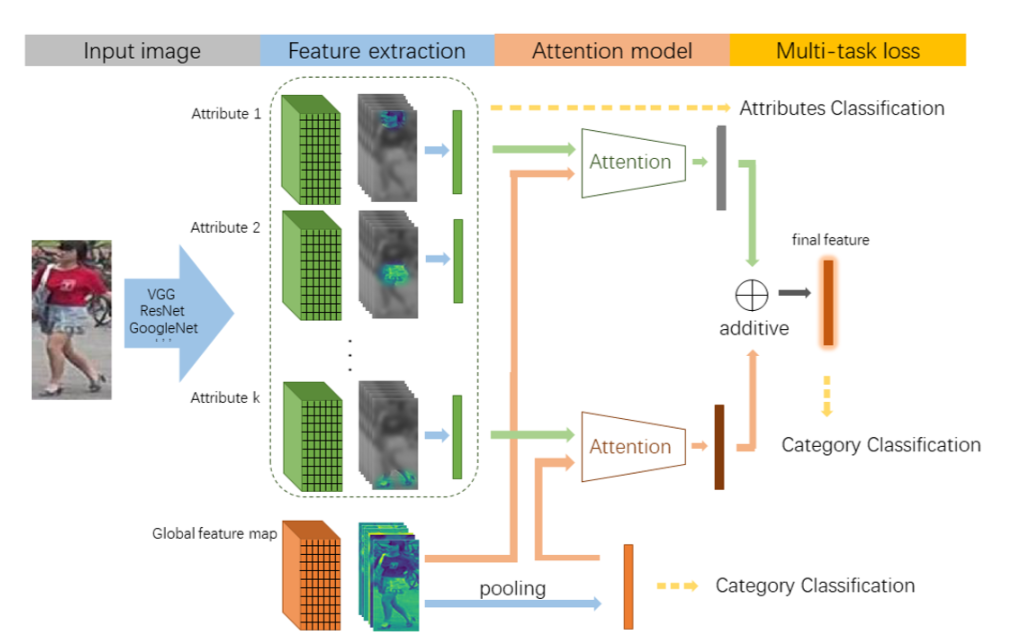 Input image
Feature extraction
Attention model
Multi-task loss
Attribute 1
Attributes Classification
Attention
Attribute 2
VGG
ResNet
GoogleNet
...
final feature
additive
Attribute k
Attention
Category Classification
Global feature map
pooling
Category Classification